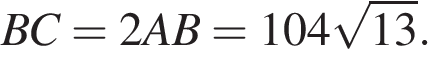 BC = 2AB = 104√13.